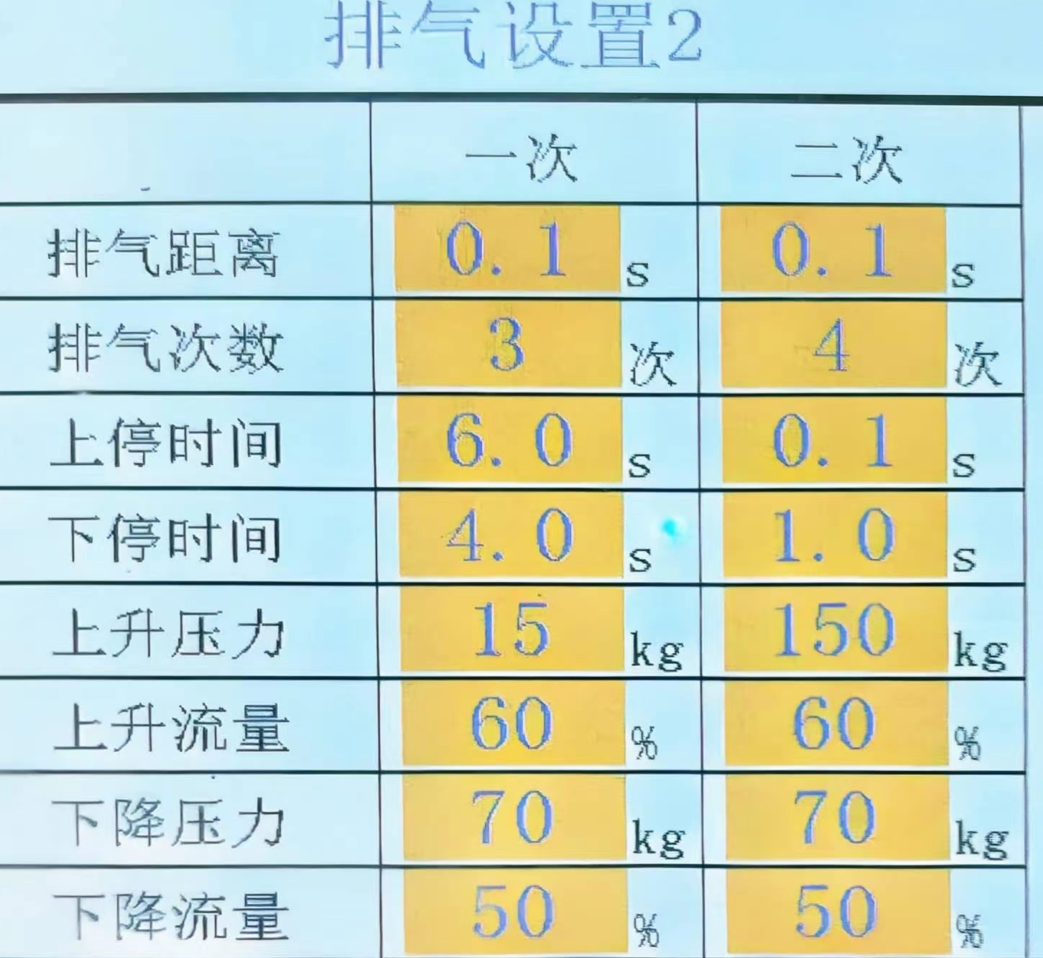 排气设置2
一次 二次
排气距离 0.1 s 0.1 s
排气次数 3 次 4 次
上停时间 6.0 s 0.1 s
下停时间 4.0 s 1.0 s
上升压力 15 kg 150 kg
上升流量 60 % 60 %
下降压力 70 kg 70 kg
下降流量 50 % 50 %